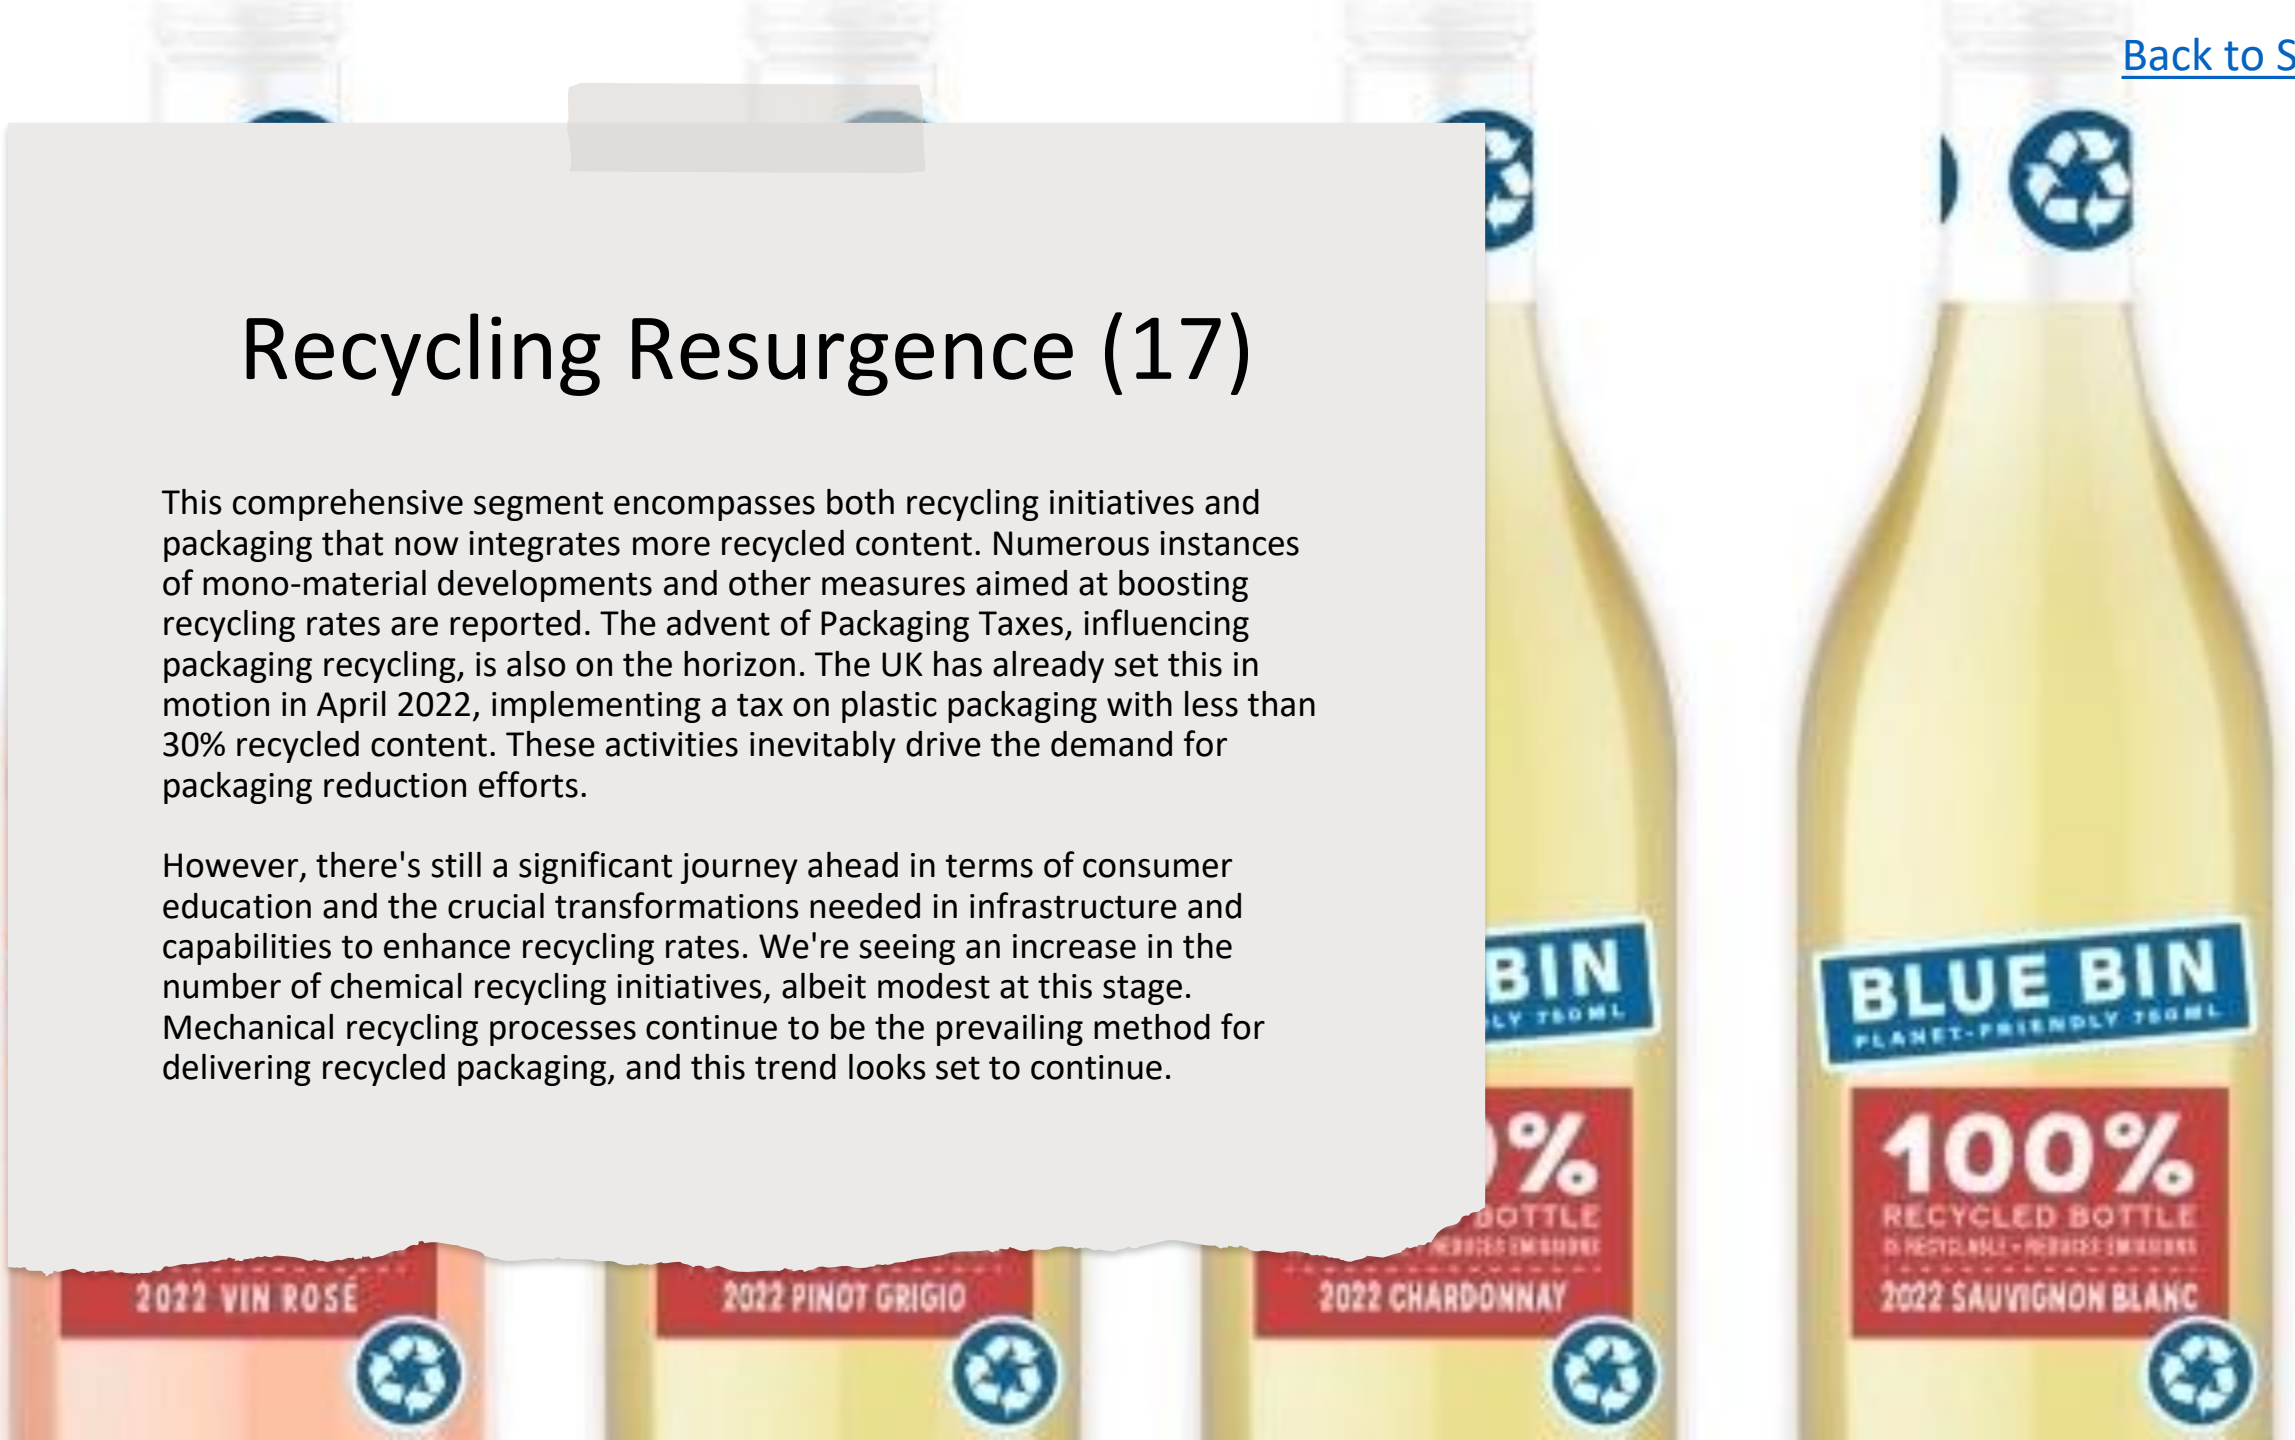 Back to S
Recycling Resurgence (17)
This comprehensive segment encompasses both recycling initiatives and
packaging that now integrates more recycled content. Numerous instances
of mono-material developments and other measures aimed at boosting
recycling rates are reported. The advent of Packaging Taxes, influencing
packaging recycling, is also on the horizon. The UK has already set this in
motion in April 2022, implementing a tax on plastic packaging with less than
30% recycled content. These activities inevitably drive the demand for
packaging reduction efforts.
However, there's still a significant journey ahead in terms of consumer
education and the crucial transformations needed in infrastructure and
capabilities to enhance recycling rates. We're seeing an increase in the
number of chemical recycling initiatives, albeit modest at this stage.
Mechanical recycling processes continue to be the prevailing method for
delivering recycled packaging, and this trend looks set to continue.
2022 VIN ROSÉ
2022 PINOT GRIGIO
BIN
LY 750ML
%
BOTTLE
REDUCES EMISSIONS
2022 CHARDONNAY
BLUE BIN
PLANET-FRIENDLY 750ML
100%
RECYCLED BOTTLE
IS RECYCLABLE • REDUCES EMISSIONS
2022 SAUVIGNON BLANC